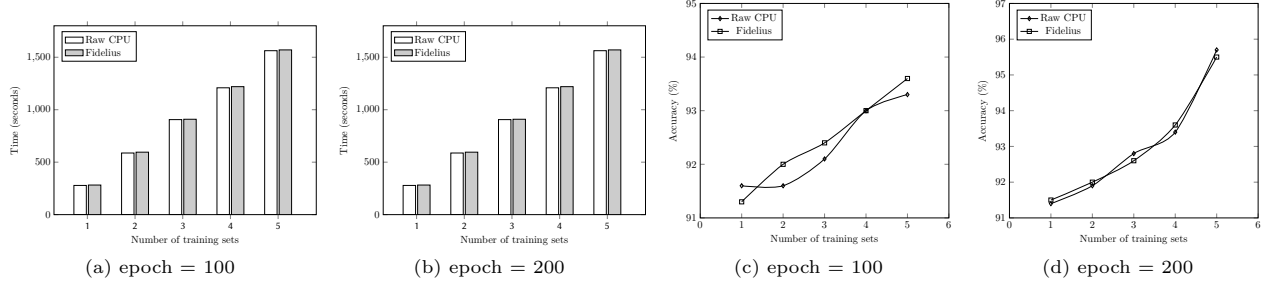 Raw CPU
Fidelius
1,500
1,000
500
0
Time (seconds)
1 2 3 4 5
Number of training sets
(a) epoch = 100
Raw CPU
Fidelius
1,500
1,000
500
0
Time (seconds)
1 2 3 4 5
Number of training sets
(b) epoch = 200
Raw CPU
Fidelius
95
94
93
92
91
Accuracy (%)
0 1 2 3 4 5 6
Number of training sets
(c) epoch = 100
Raw CPU
Fidelius
97
96
95
94
93
92
91
Accuracy (%)
0 1 2 3 4 5 6
Number of training sets
(d) epoch = 200